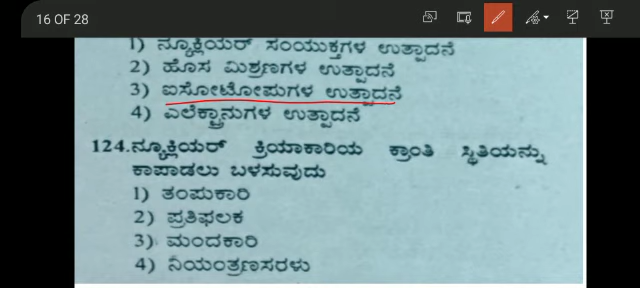 16 OF 28
1) ನ್ಯೂಕ್ಲಿಯರ್ ಸಂಯುಕ್ತಗಳ ಉತ್ಪಾದನೆ
2) ಹೊಸ ಮಿಶ್ರಣಗಳ ಉತ್ಪಾದನೆ
3) ಐಸೋಟೋಪುಗಳ ಉತ್ಪಾದನೆ
4) ಎಲೆಕ್ಟ್ರಾನುಗಳ ಉತ್ಪಾದನೆ
124.ನ್ಯೂಕ್ಲಿಯರ್ ಕ್ರಿಯಾಕಾರಿಯ ಕ್ರಾಂತಿ ಸ್ಥಿತಿಯನ್ನು
ಕಾಪಾಡಲು ಬಳಸುವುದು
1) ತಂಪುಕಾರಿ
2) ಪ್ರತಿಫಲಕ
3) ಮಂದಕಾರಿ
4) ನಿಯಂತ್ರಣಸರಳು